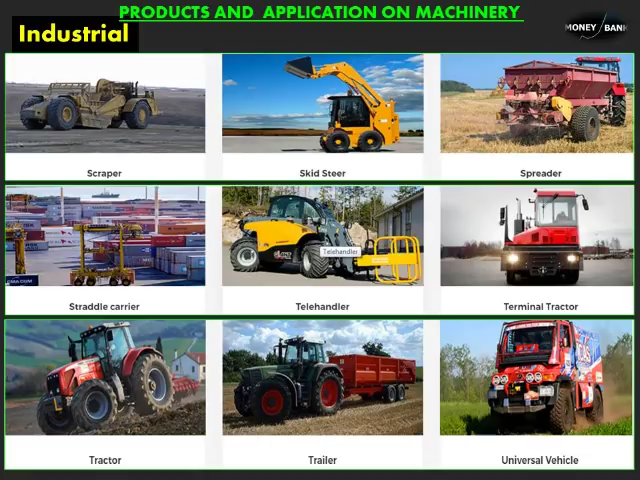 PRODUCTS AND APPLICATION ON MACHINERY
Industrial
MONEY BANK
Scraper
Skid Steer
Spreader
Telehandler
Straddle carrier
Telehandler
Terminal Tractor
Tractor
Trailer
Universal Vehicle